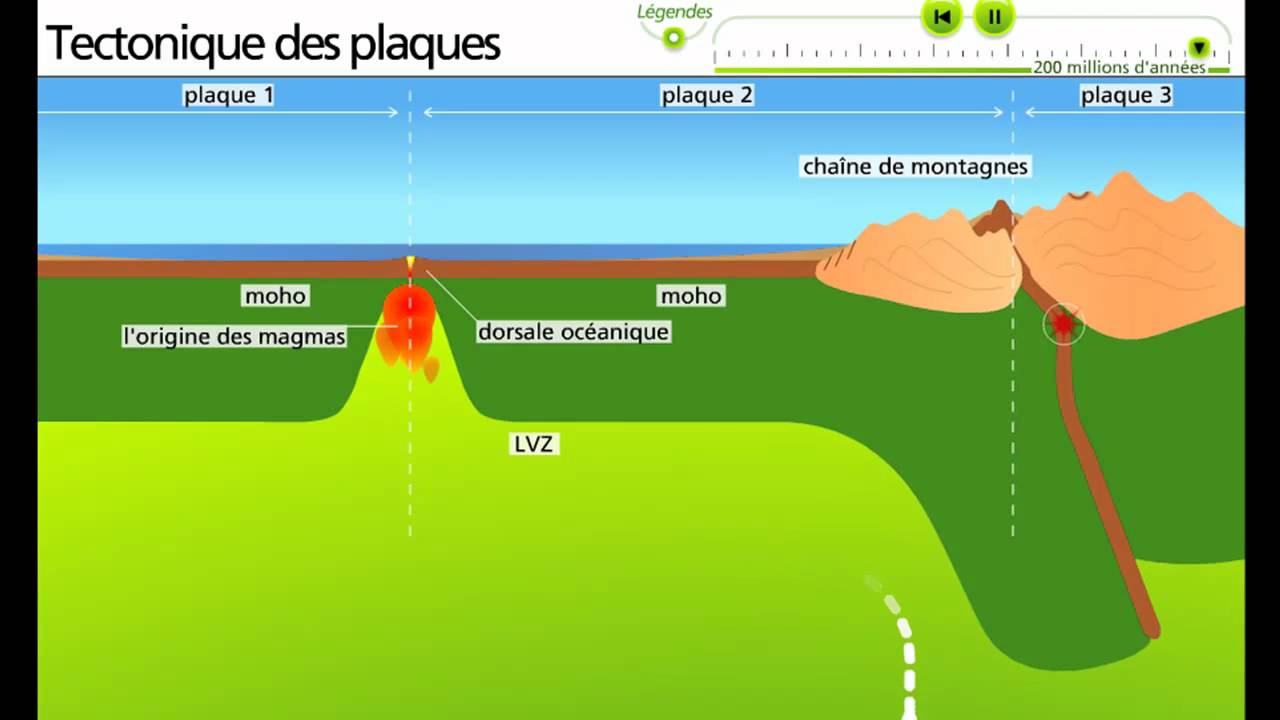 Tectonique des plaques
Légendes
200 millions d'années
plaque 1
plaque 2
plaque 3
chaîne de montagnes
moho
moho
l'origine des magmas
dorsale océanique
LVZ